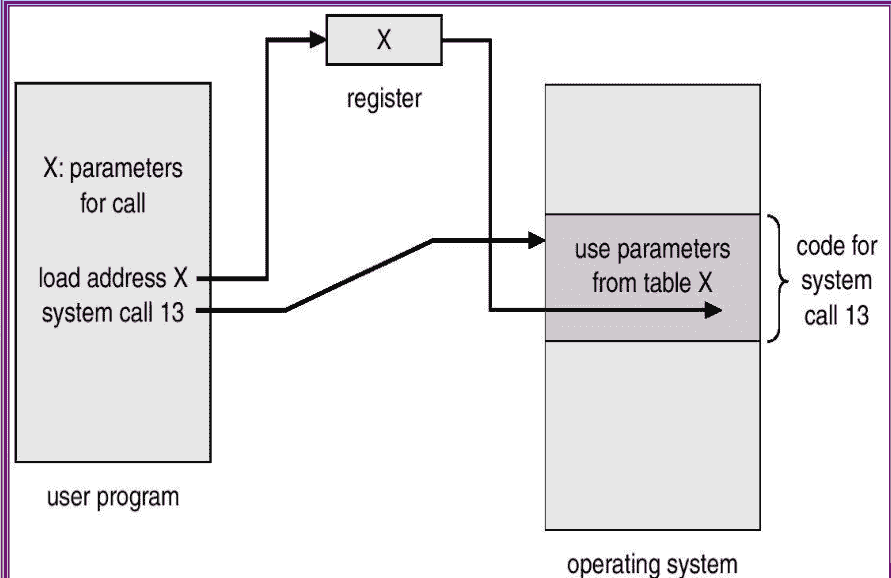 X
register
X: parameters
for call
load address X
system call 13
user program
use parameters
from table X
code for
system
call 13
operating system